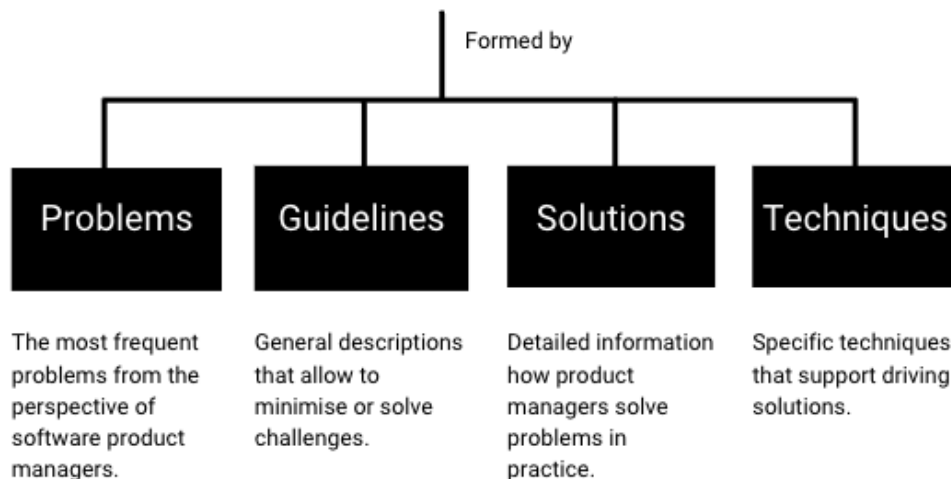 Formed by
Problems
Guidelines
Solutions
Techniques
The most frequent
problems from the
perspective of
software product
managers.
General descriptions
that allow to
minimise or solve
challenges.
Detailed information
how product
managers solve
problems in
practice.
Specific techniques
that support driving
solutions.